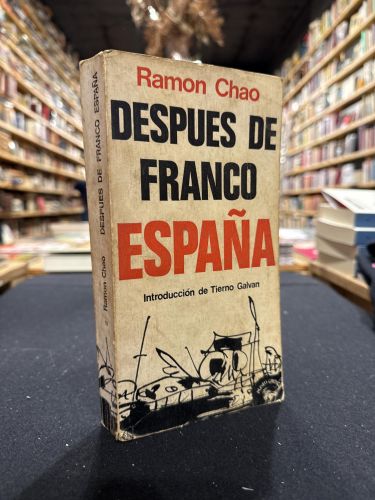 Ramon Chao
DESPUES DE
FRANCO
ESPAÑA
Introducción de Tierno Galvan
Ramon Chao DESPUES DE FRANCO ESPAÑA